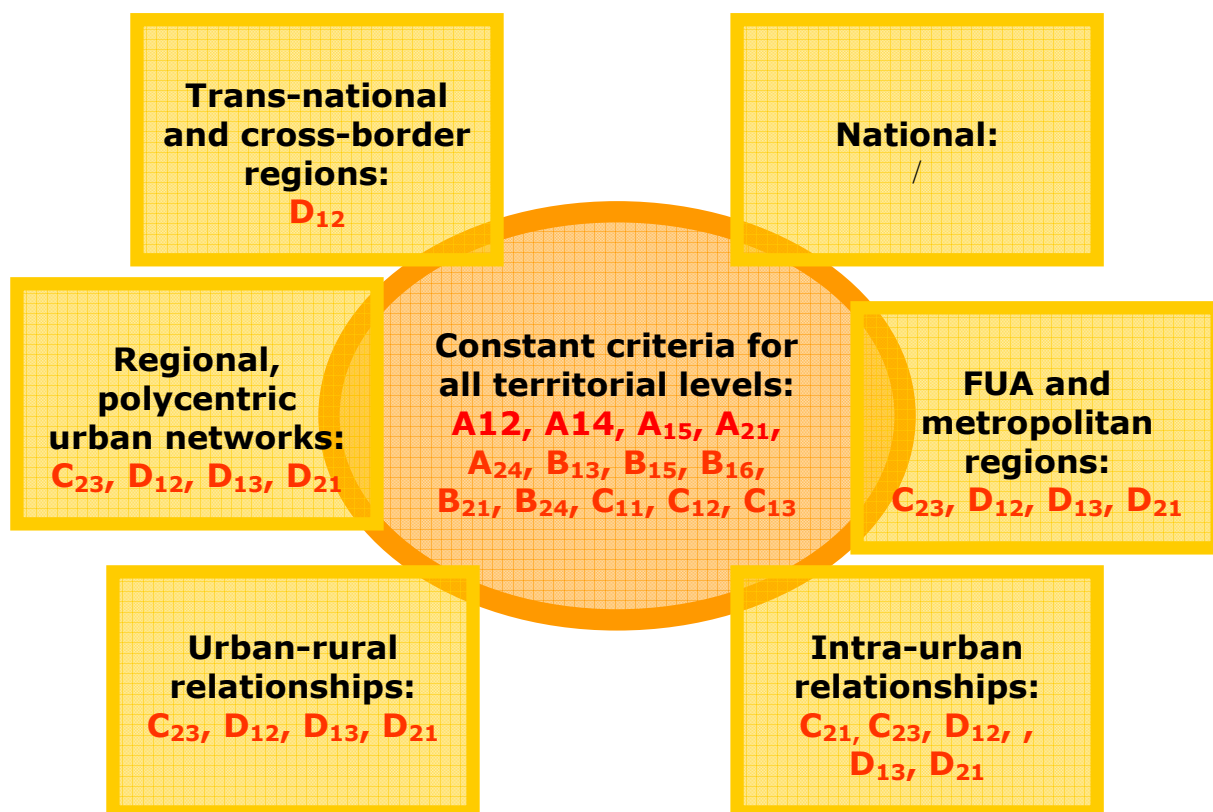 Trans-national
and cross-border
regions:
D₁₂
National:
/
Regional,
polycentric
urban networks:
C₂₃, D₁₂, D₁₃, D₂₁
Constant criteria for
all territorial levels:
A12, A14, A₁₅, A₂₁,
A₂₄, B₁₃, B₁₅, B₁₆,
B₂₁, B₂₄, C₁₁, C₁₂, C₁₃
FUA and
metropolitan
regions:
C₂₃, D₁₂, D₁₃, D₂₁
Urban-rural
relationships:
C₂₃, D₁₂, D₁₃, D₂₁
Intra-urban
relationships:
C₂₁, C₂₃, D₁₂, ,
D₁₃, D₂₁